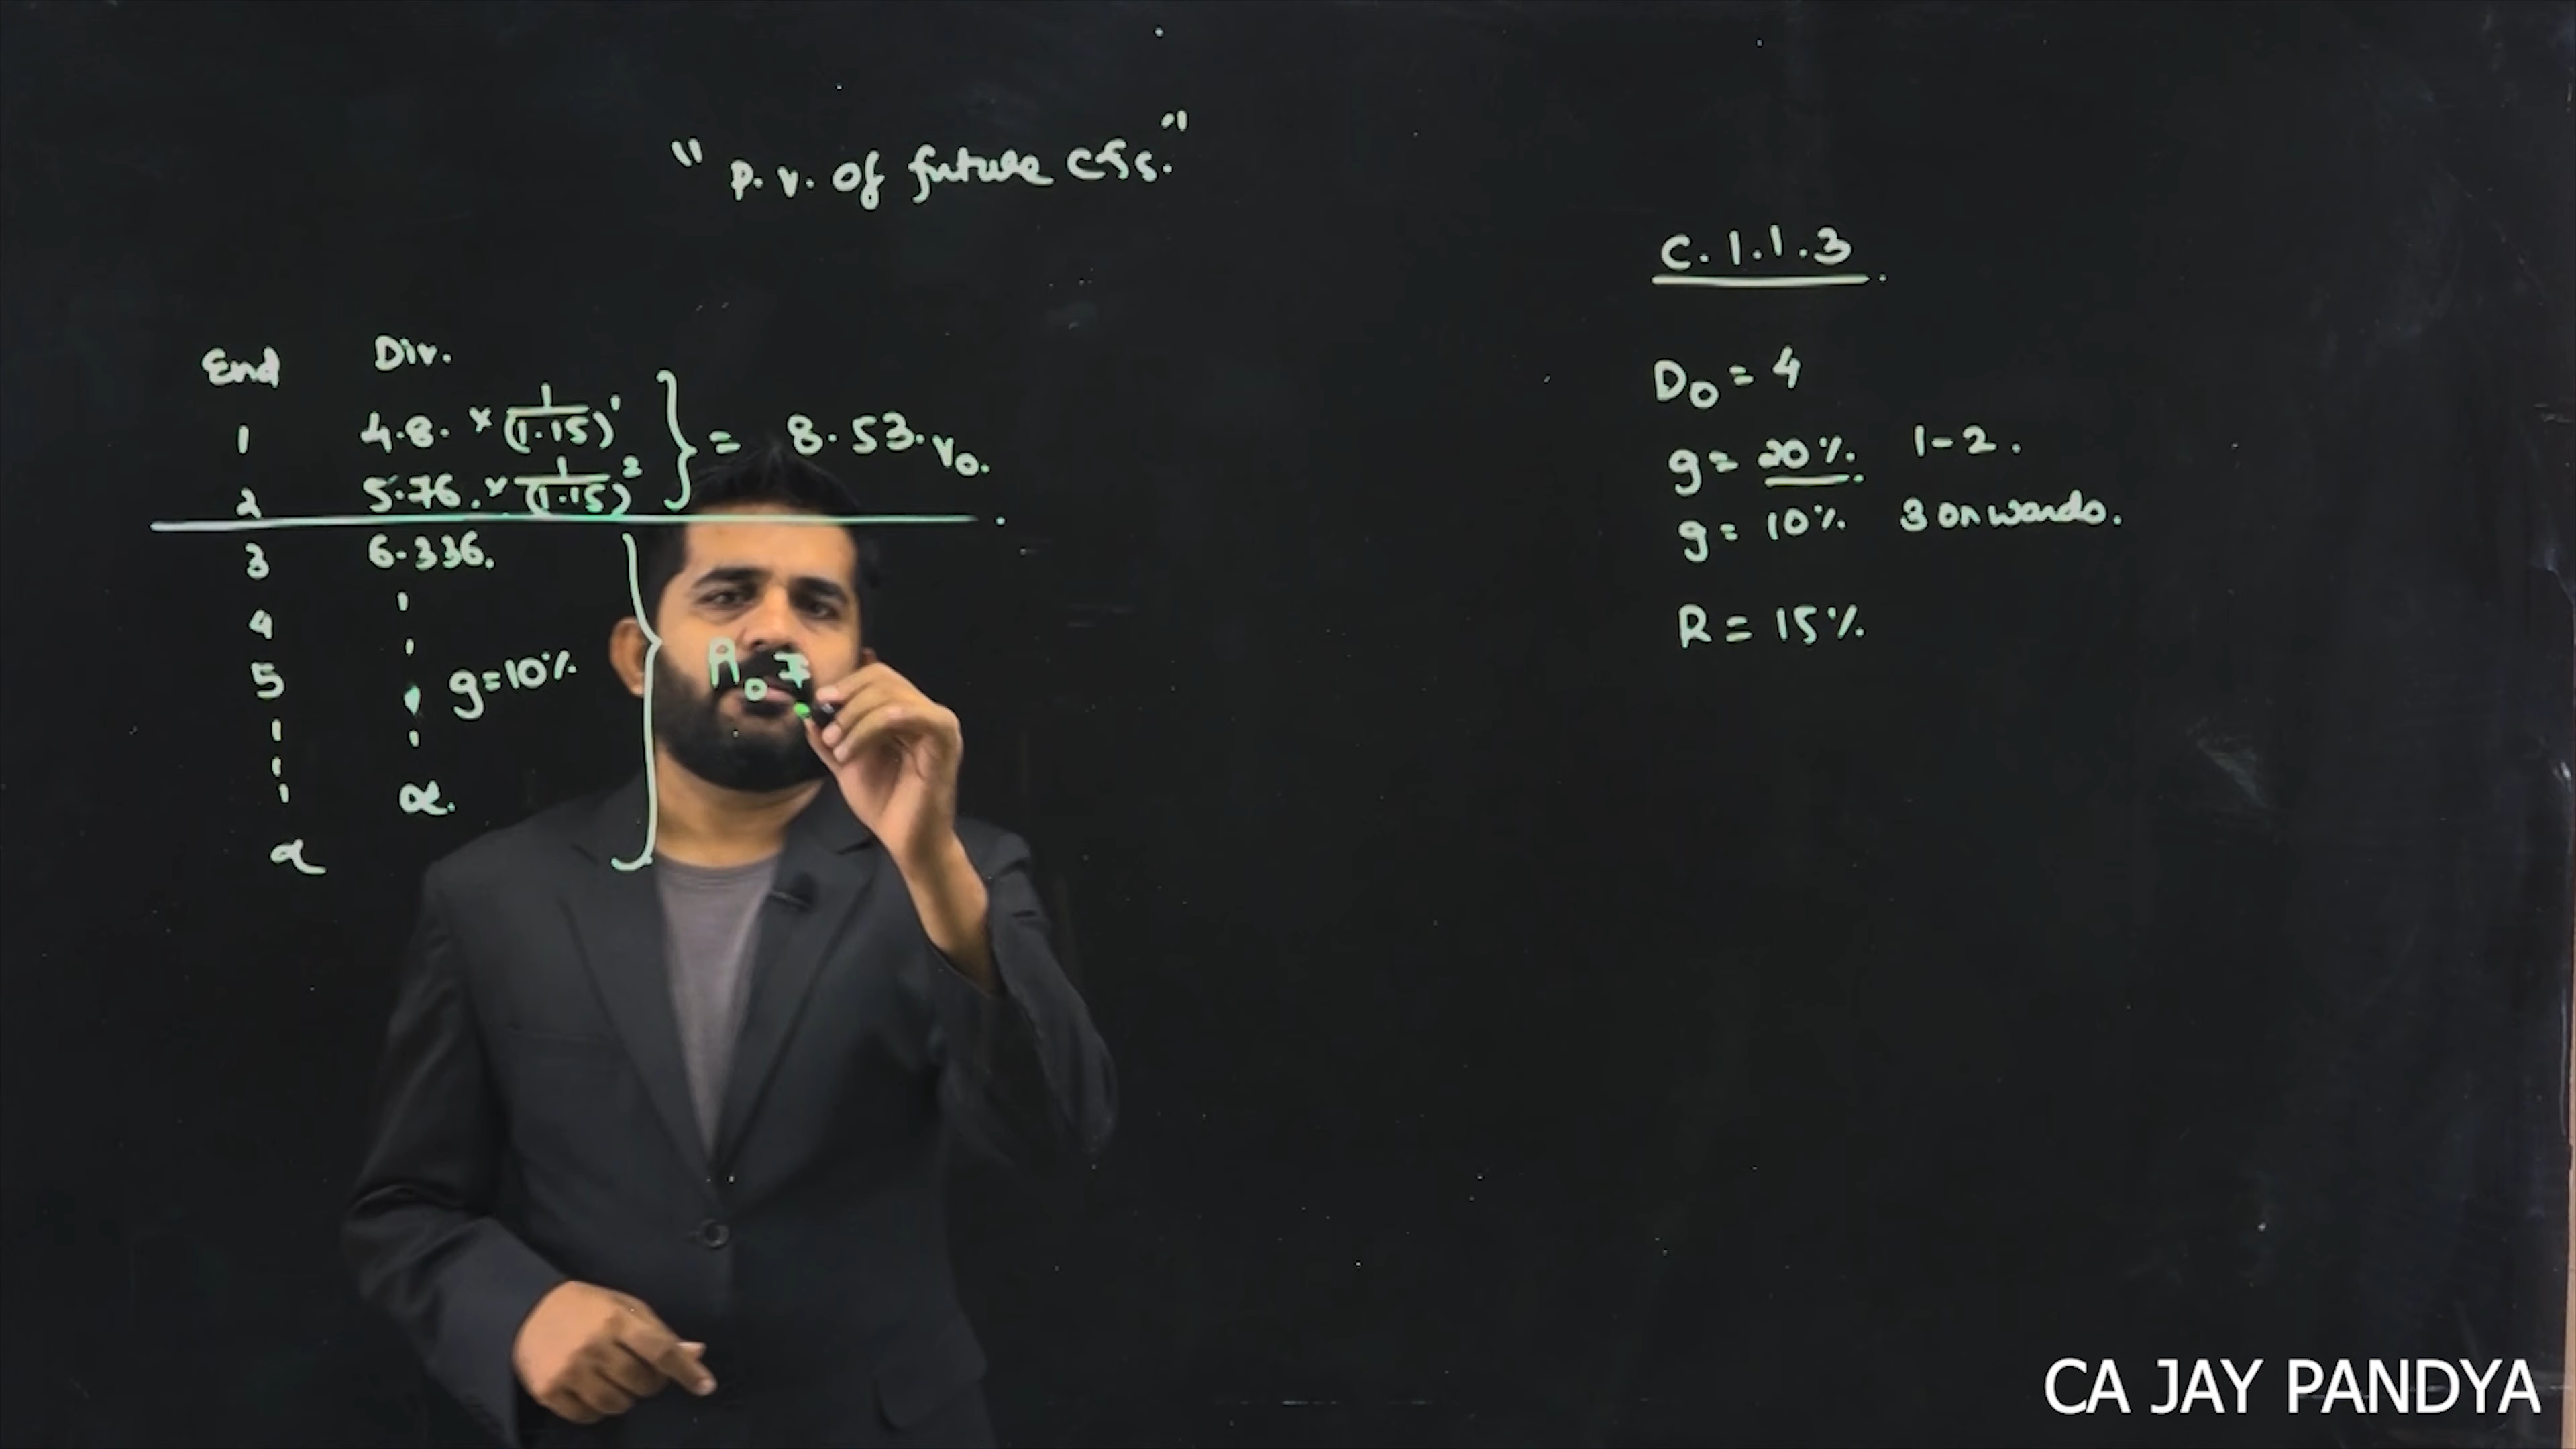 "P.V. of future CFs."
C.1.1.3
D0 = 4
g = 20%. 1-2.
g = 10% 3 onwards.
R = 15%
End Div.
1 4.8. × 1/(1.15)^1
2 5.76. × 1/(1.15)^2
} = 8.53. V0.
3 6.336.
4
5 g=10%
α.
α
P0 =
CA JAY PANDYA